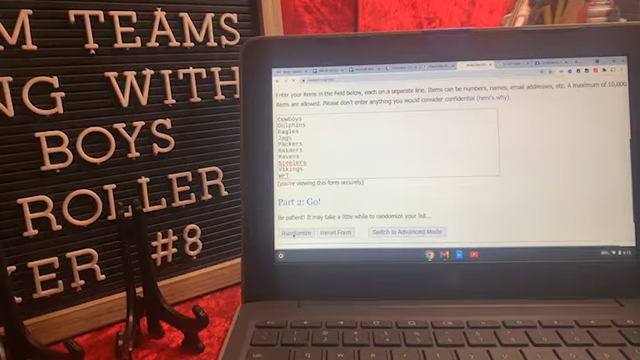 M TEAMS
NG WITH
BOYS
ROLLER
ER #8
Enter your items in the field below, each on a separate line. Items can be numbers, names, email addresses, etc. A maximum of 10,000
items are allowed. Please don't enter anything you would consider confidential (here's why).
Cowboys
Dolphins
Eagles
Jags
Packers
Raiders
Ravens
Steelers
Vikings
WFT
(you're viewing this form securely)
Part 2: Go!
Be patient! It may take a little while to randomize your list...
Randomize Reset Form Switch to Advanced Mode